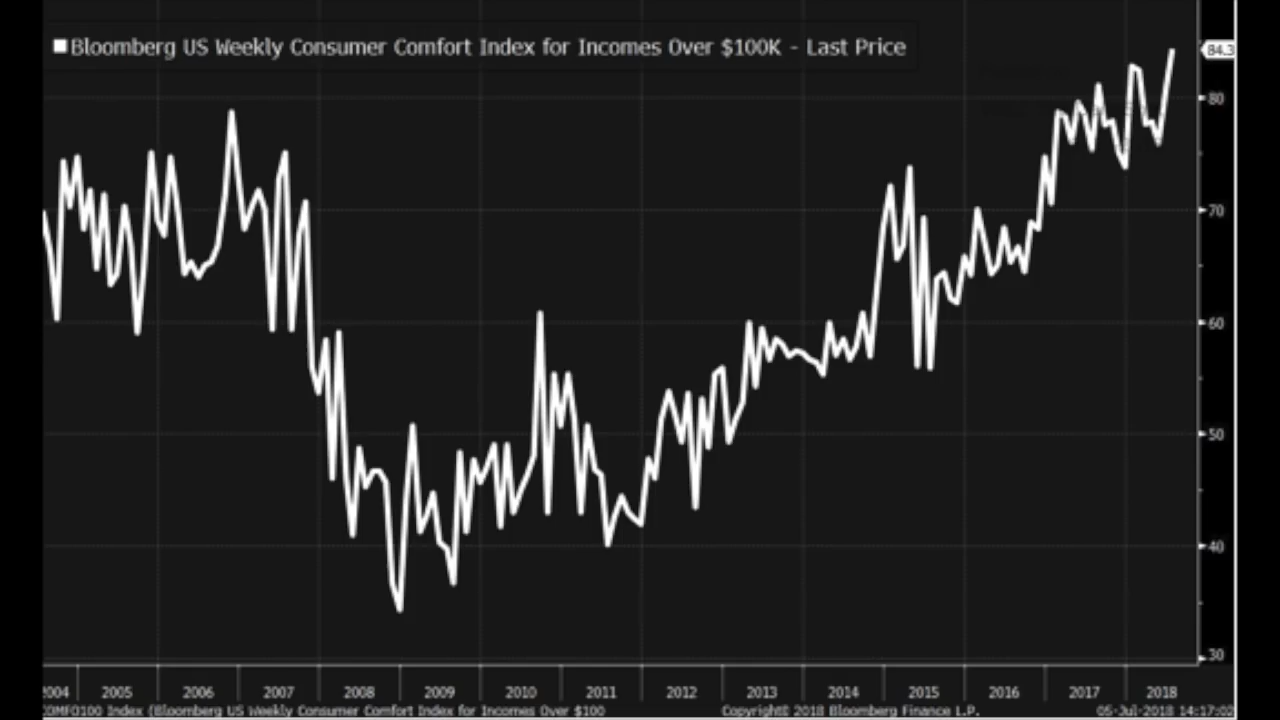 Bloomberg US Weekly Consumer Comfort Index for Incomes Over $100K - Last Price
84.3
80
70
60
50
40
30
2004 2005 2006 2007 2008 2009 2010 2011 2012 2013 2014 2015 2016 2017 2018
COMFO100 Index (Bloomberg US Weekly Consumer Comfort Index for Incomes Over $100 Copyright© 2018 Bloomberg Finance L.P. 05-Jul-2018 14:17:02